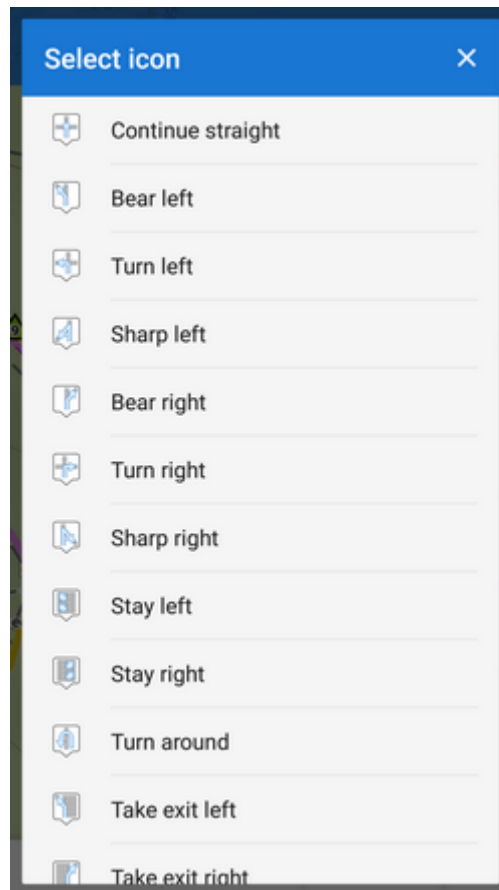 Select icon
Continue straight
Bear left
Turn left
Sharp left
Bear right
Turn right
Sharp right
Stay left
Stay right
Turn around
Take exit left
Take exit right